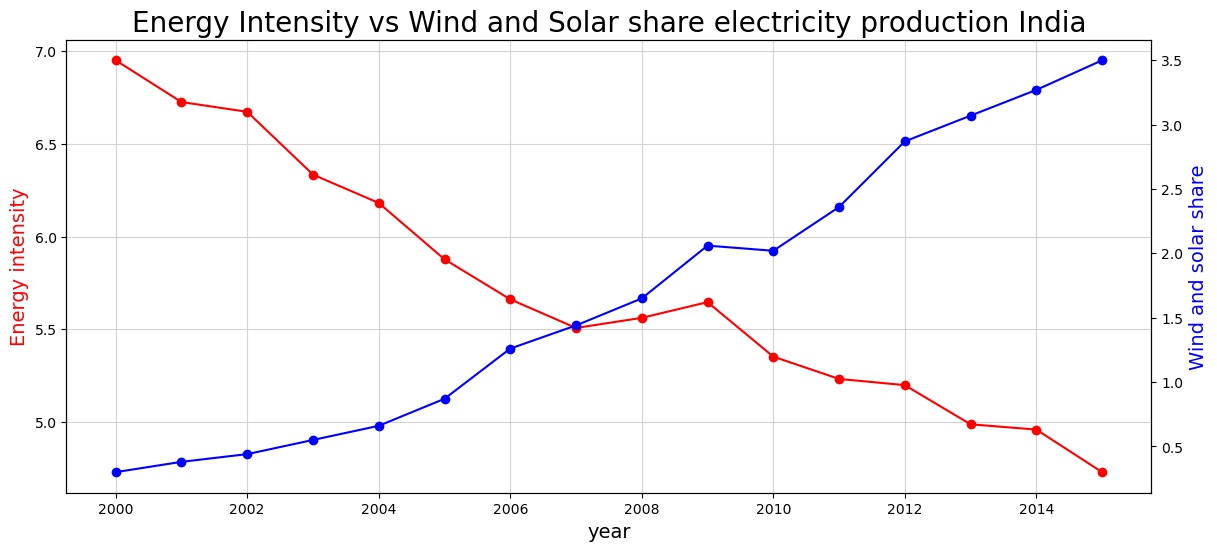 Energy Intensity vs Wind and Solar share electricity production India
7.0
6.5
6.0
5.5
5.0
Energy intensity
3.5
3.0
2.5
2.0
1.5
1.0
0.5
Wind and solar share
2000 2002 2004 2006 2008 2010 2012 2014
year